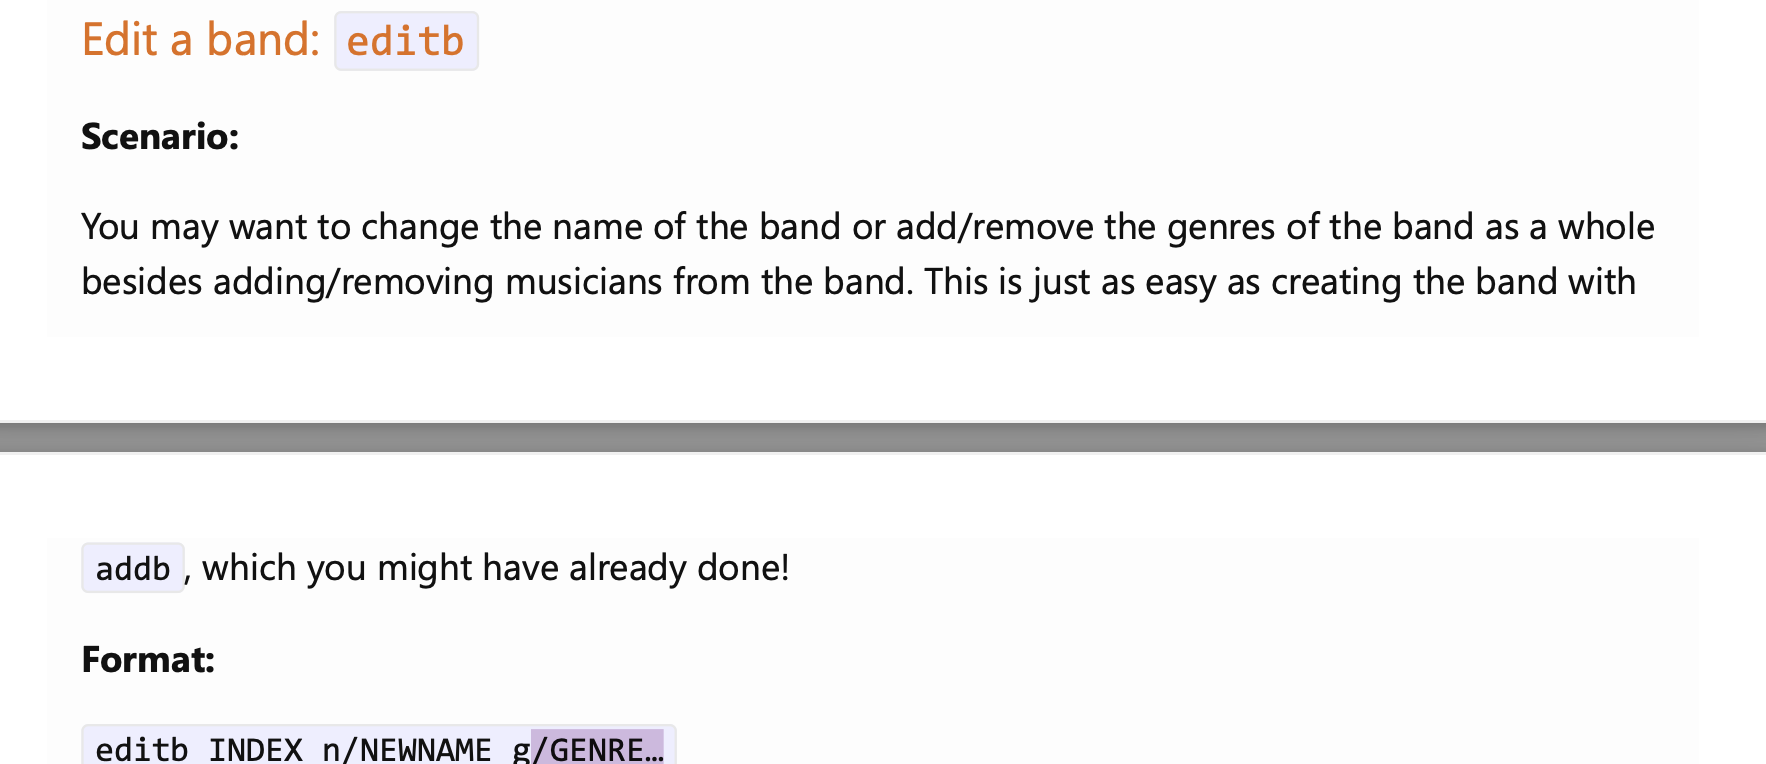 Edit a band: editb
Scenario:
You may want to change the name of the band or add/remove the genres of the band as a whole
besides adding/removing musicians from the band. This is just as easy as creating the band with
addb , which you might have already done!
Format:
editb INDEX n/NEWNAME g/GENRE…